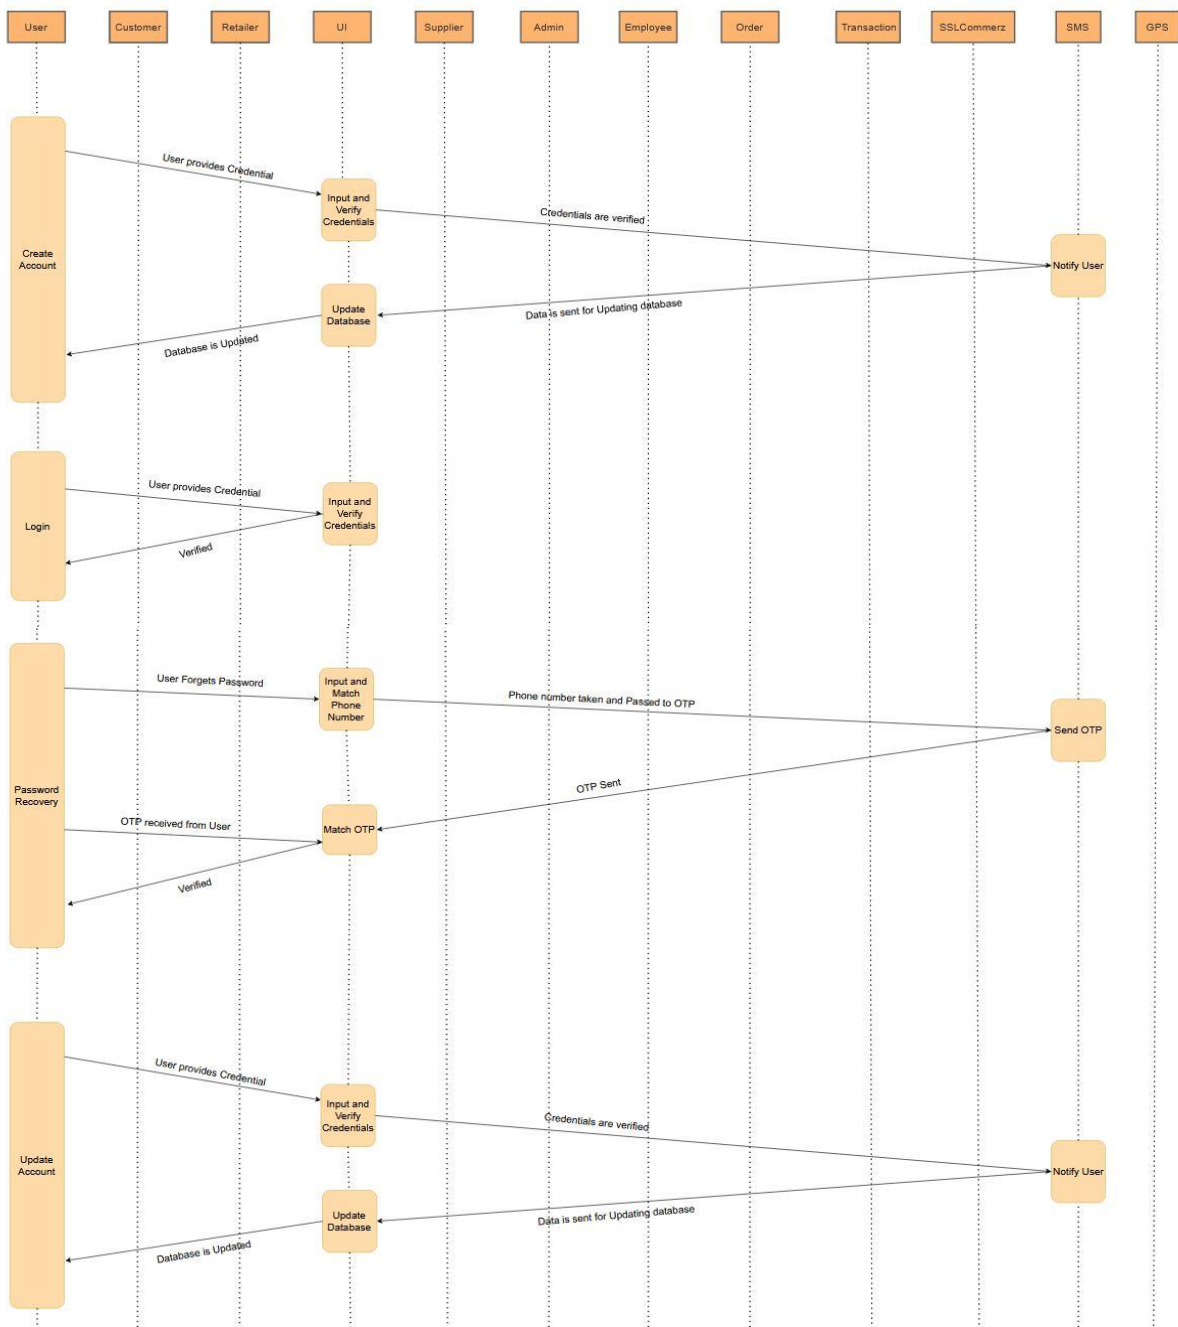 User Customer Retailer UI Supplier Admin Employee Order Transaction SSLCommerz SMS GPS
User provides Credential
Input and
Verify
Credentials
Credentials are verified
Create
Account
Notify User
Update
Database
Data is sent for Updating database
Database is Updated
User provides Credential
Input and
Verify
Credentials
Login
Verified
User Forgets Password
Input and
Match
Phone
Number
Phone number taken and Passed to OTP
Send OTP
OTP Sent
Password
Recovery
OTP received from User
Match OTP
Verified
User provides Credential
Input and
Verify
Credentials
Credentials are verified
Update
Account
Notify User
Update
Database
Data is sent for Updating database
Database is Updated